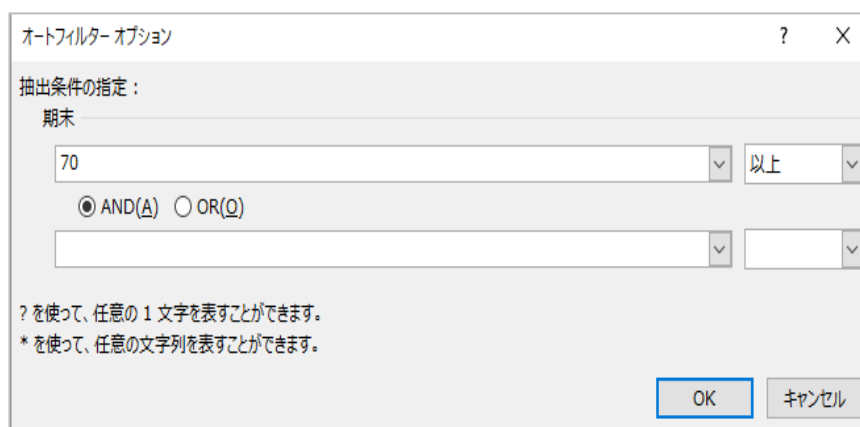 オートフィルター オプション ? X
抽出条件の指定：
期末
70 以上
AND(A) OR(O)
? を使って、任意の 1 文字を表すことができます。
* を使って、任意の文字列を表すことができます。
OK キャンセル